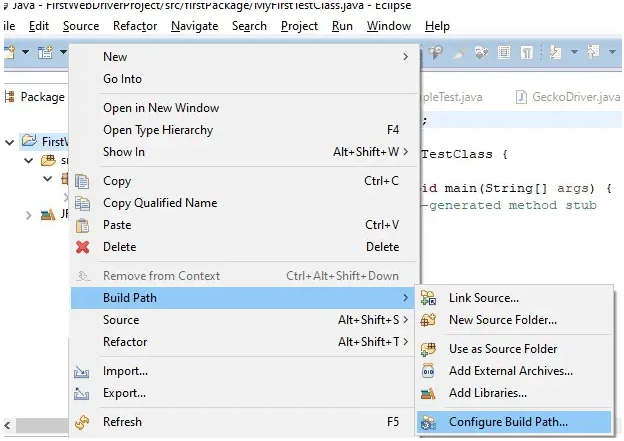 Java - FirstWebDriverProject/src/firstPackage/MyFirstTestClass.java - Eclipse
ile Edit Source Refactor Navigate Search Project Run Window Help
Package
pleTest.java
GeckoDriver.java
FirstW
sr
;
TestClass {
id main(String[] args) {
-generated method stub
New
Go Into
Open in New Window
Open Type Hierarchy F4
Show In Alt+Shift+W
Copy Ctrl+C
Copy Qualified Name
Paste Ctrl+V
Delete Delete
Remove from Context Ctrl+Alt+Shift+Down
Build Path
Source Alt+Shift+S
Refactor Alt+Shift+T
Import...
Export...
Refresh F5
Link Source...
New Source Folder...
Use as Source Folder
Add External Archives...
Add Libraries...
Configure Build Path...